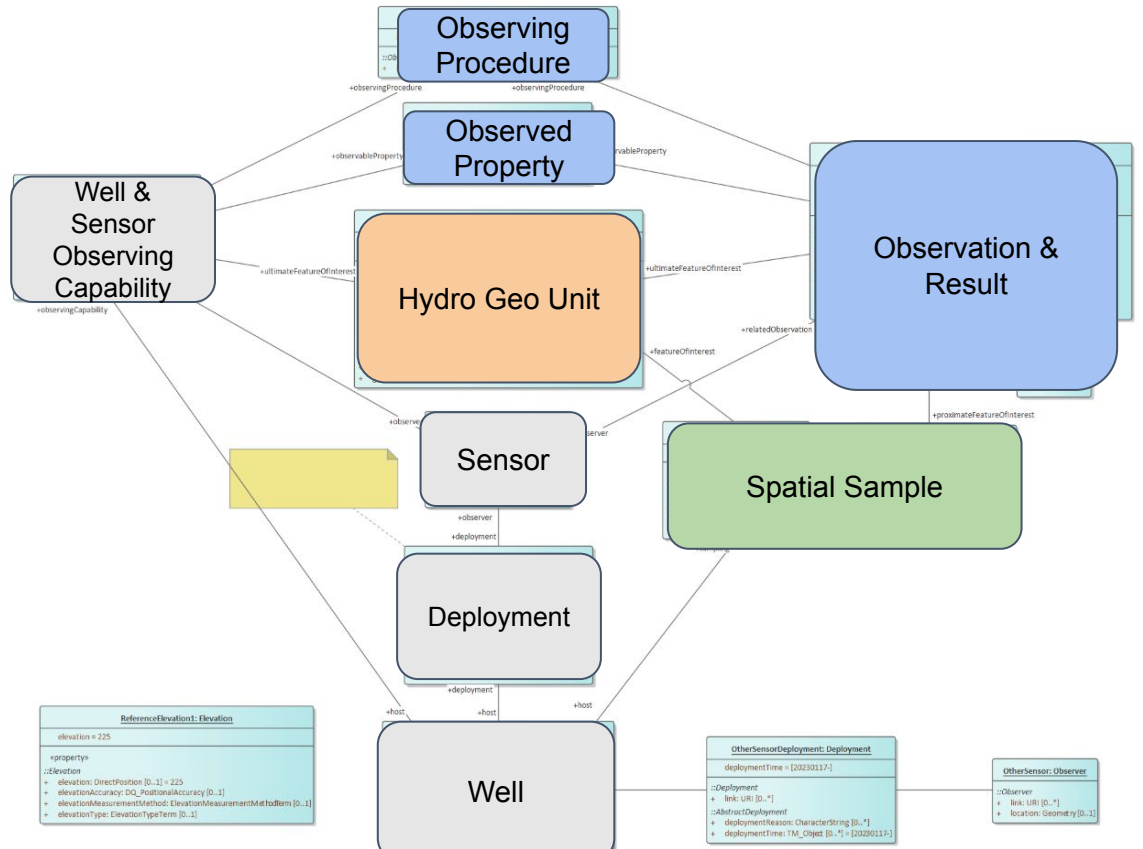 Observing
Procedure
::Obs
+
+observingProcedure
+observingProcedure
Observed
Property
+observableProperty
ervableProperty
Well &
Sensor
Observing
Capability
+observingCapability
Hydro Geo Unit
+ultimateFeatureOfInterest
+ultimateFeatureOfInterest
Observation &
Result
+relatedObservation
+featureOfInterest
+proximateFeatureOfInterest
+observe
server
Sensor
Spatial Sample
+observer
+deployment
Deployment
+deployment
+host
+host
+host
Well
ReferenceElevation1: Elevation
elevation = 225
«property»
::Elevation
+ elevation: DirectPosition [0..1] = 225
+ elevationAccuracy: DQ_PositionalAccuracy [0..1]
+ elevationMeasurementMethod: ElevationMeasurementMethodTerm [0..1]
+ elevationType: ElevationTypeTerm [0..1]
OtherSensorDeployment: Deployment
deploymentTime = [20230117-]
::Deployment
+ link: URI [0..*]
::AbstractDeployment
+ deploymentReason: CharacterString [0..*]
+ deploymentTime: TM_Object [0..*] = [20230117-]
OtherSensor: Observer
::Observer
+ link: URI [0..*]
+ location: Geometry [0..1]